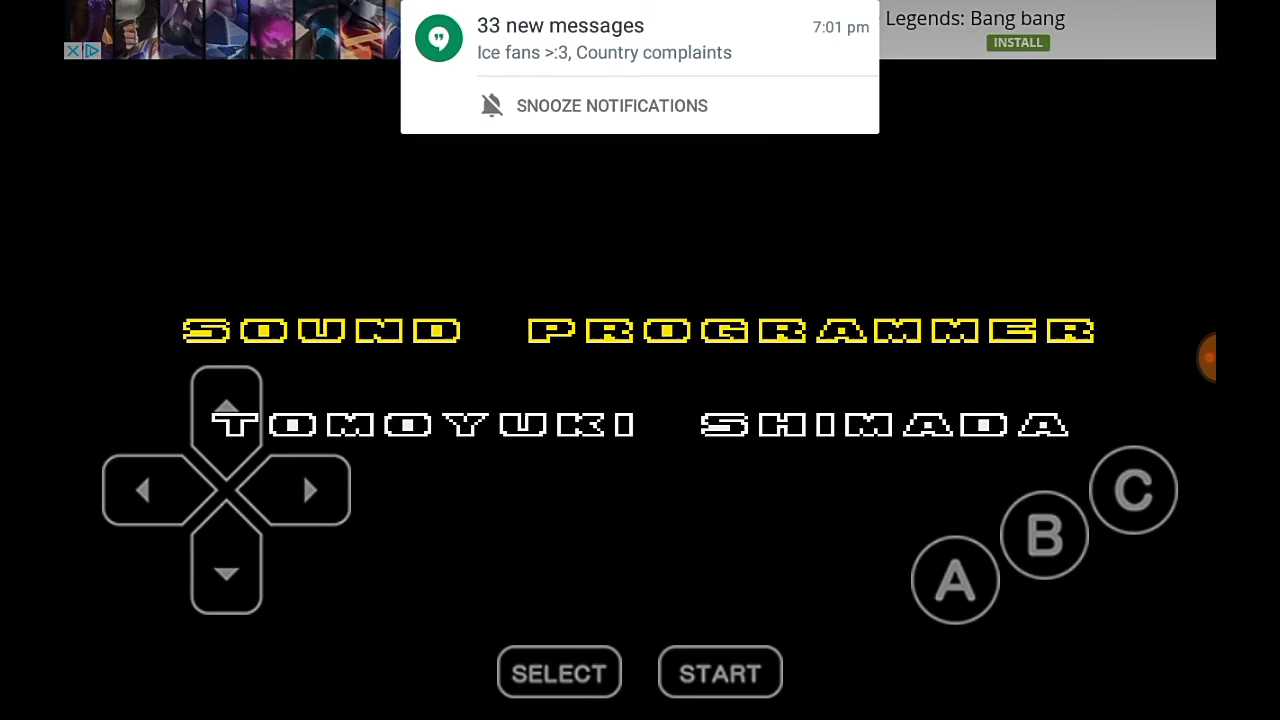 33 new messages
7:01 pm
Ice fans >:3, Country complaints
SNOOZE NOTIFICATIONS
Legends: Bang bang
INSTALL
SOUND PROGRAMMER
TOMOYUKI SHIMADA
C
B
A
SELECT
START